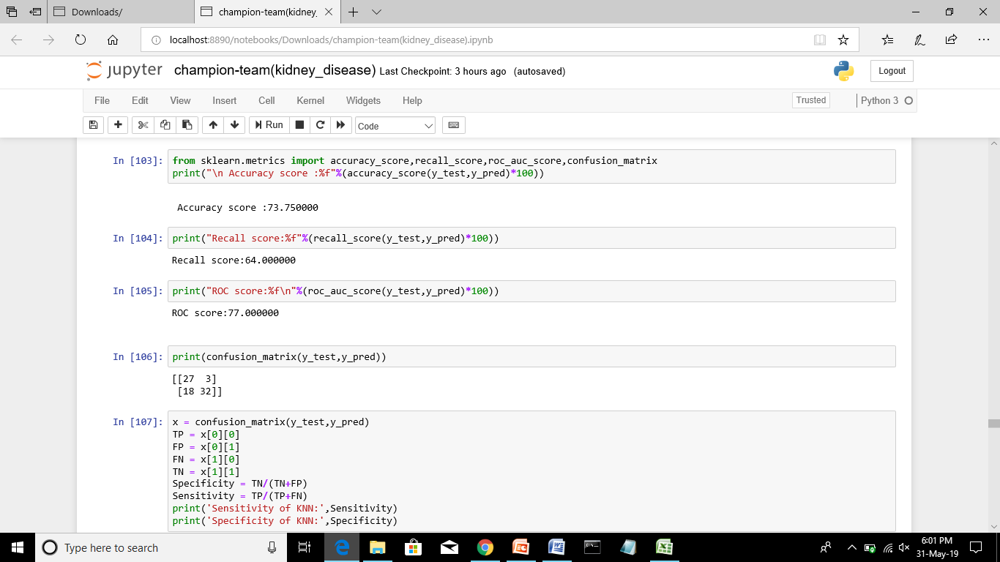 Downloads/
champion-team(kidney_
localhost:8890/notebooks/Downloads/champion-team(kidney_disease).ipynb
jupyter champion-team(kidney_disease) Last Checkpoint: 3 hours ago (autosaved)
Logout
File Edit View Insert Cell Kernel Widgets Help
Trusted
Python 3
Run
Code
In [103]: from sklearn.metrics import accuracy_score,recall_score,roc_auc_score,confusion_matrix
print("\n Accuracy score :%f"%(accuracy_score(y_test,y_pred)*100))
Accuracy score :73.750000
In [104]: print("Recall score:%f"%(recall_score(y_test,y_pred)*100))
Recall score:64.000000
In [105]: print("ROC score:%f\n"%(roc_auc_score(y_test,y_pred)*100))
ROC score:77.000000
In [106]: print(confusion_matrix(y_test,y_pred))
[[27  3]
 [18 32]]
In [107]: x = confusion_matrix(y_test,y_pred)
TP = x[0][0]
FP = x[0][1]
FN = x[1][0]
TN = x[1][1]
Specificity = TN/(TN+FP)
Sensitivity = TP/(TP+FN)
print('Sensitivity of KNN:',Sensitivity)
print('Specificity of KNN:',Specificity)
Type here to search
6:01 PM
31-May-19